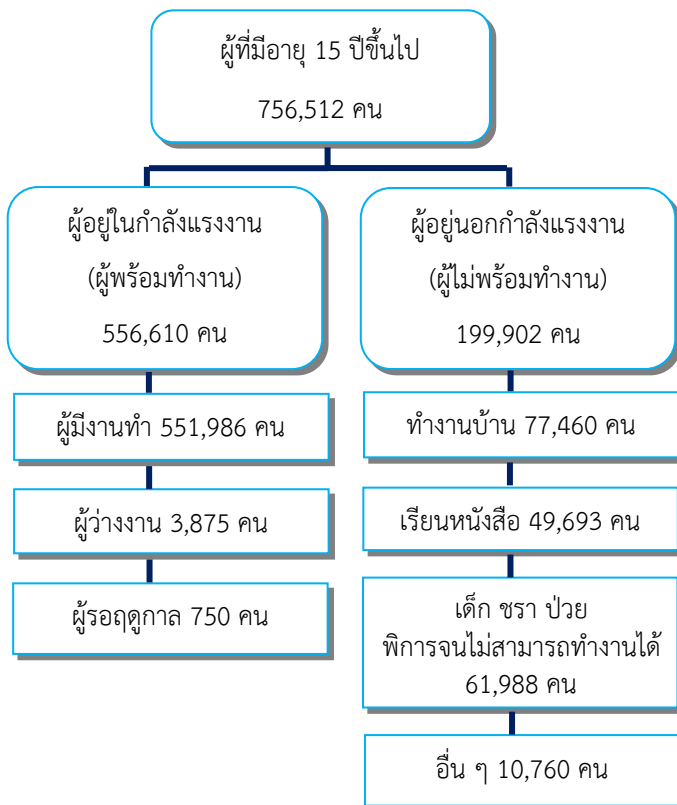 ผู้ที่มีอายุ 15 ปีขึ้นไป
756,512 คน
ผู้อยู่ในกำลังแรงงาน
(ผู้พร้อมทำงาน)
556,610 คน
ผู้มีงานทำ 551,986 คน
ผู้ว่างงาน 3,875 คน
ผู้รอฤดูกาล 750 คน
ผู้อยู่นอกกำลังแรงงาน
(ผู้ไม่พร้อมทำงาน)
199,902 คน
ทำงานบ้าน 77,460 คน
เรียนหนังสือ 49,693 คน
เด็ก ชรา ป่วย
พิการจนไม่สามารถทำงานได้
61,988 คน
อื่น ๆ 10,760 คน